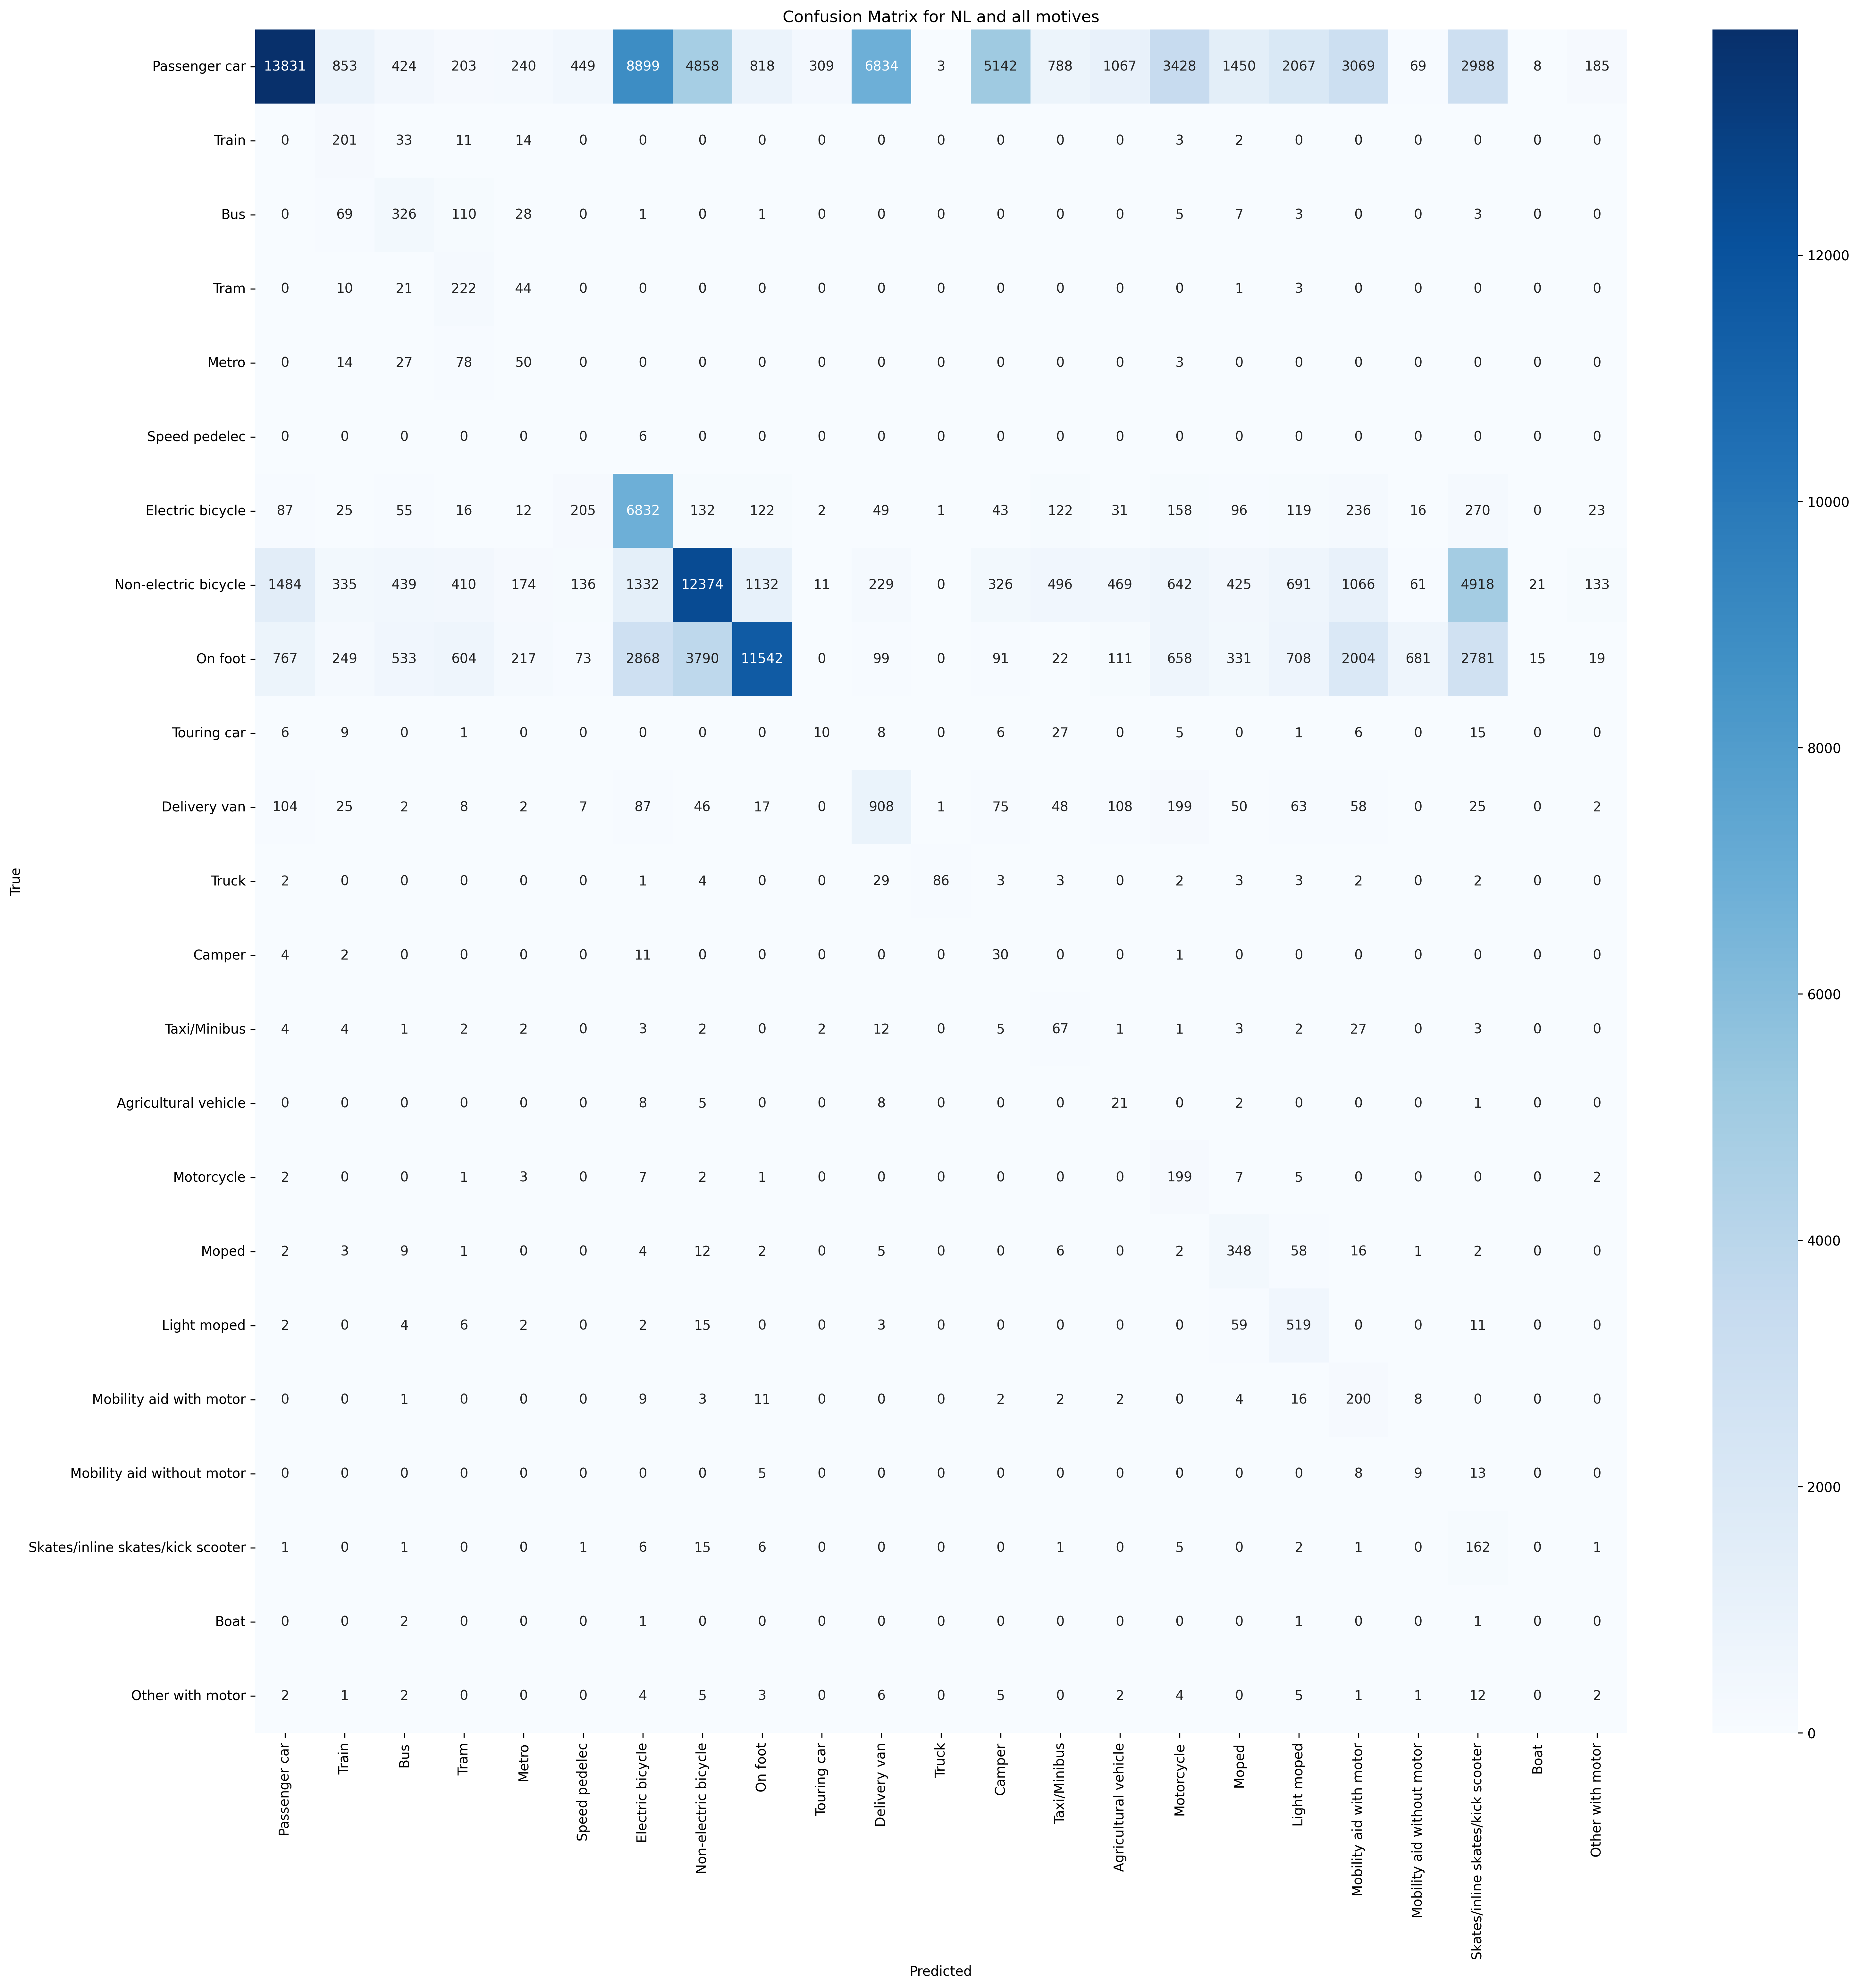 Confusion Matrix for NL and all motives
Passenger car 13831 853 424 203 240 449 8899 4858 818 309 6834 3 5142 788 1067 3428 1450 2067 3069 69 2988 8 185
Train 0 201 33 11 14 0 0 0 0 0 0 0 0 0 0 3 2 0 0 0 0 0 0
Bus 0 69 326 110 28 0 1 0 1 0 0 0 0 0 0 5 7 3 0 0 3 0 0
Tram 0 10 21 222 44 0 0 0 0 0 0 0 0 0 0 0 1 3 0 0 0 0 0
Metro 0 14 27 78 50 0 0 0 0 0 0 0 0 0 0 3 0 0 0 0 0 0 0
Speed pedelec 0 0 0 0 0 0 6 0 0 0 0 0 0 0 0 0 0 0 0 0 0 0 0
Electric bicycle 87 25 55 16 12 205 6832 132 122 2 49 1 43 122 31 158 96 119 236 16 270 0 23
Non-electric bicycle 1484 335 439 410 174 136 1332 12374 1132 11 229 0 326 496 469 642 425 691 1066 61 4918 21 133
On foot 767 249 533 604 217 73 2868 3790 11542 0 99 0 91 22 111 658 331 708 2004 681 2781 15 19
Touring car 6 9 0 1 0 0 0 0 0 10 8 0 6 27 0 5 0 1 6 0 15 0 0
Delivery van 104 25 2 8 2 7 87 46 17 0 908 1 75 48 108 199 50 63 58 0 25 0 2
Truck 2 0 0 0 0 0 1 4 0 0 29 86 3 3 0 2 3 3 2 0 2 0 0
Camper 4 2 0 0 0 0 11 0 0 0 0 0 30 0 0 1 0 0 0 0 0 0 0
Taxi/Minibus 4 4 1 2 2 0 3 2 0 2 12 0 5 67 1 1 3 2 27 0 3 0 0
Agricultural vehicle 0 0 0 0 0 0 8 5 0 0 8 0 0 0 21 0 2 0 0 0 1 0 0
Motorcycle 2 0 0 1 3 0 7 2 1 0 0 0 0 0 0 199 7 5 0 0 0 0 2
Moped 2 3 9 1 0 0 4 12 2 0 5 0 0 6 0 2 348 58 16 1 2 0 0
Light moped 2 0 4 6 2 0 2 15 0 0 3 0 0 0 0 0 59 519 0 0 11 0 0
Mobility aid with motor 0 0 1 0 0 0 9 3 11 0 0 0 2 2 2 0 4 16 200 8 0 0 0
Mobility aid without motor 0 0 0 0 0 0 0 0 5 0 0 0 0 0 0 0 0 0 8 9 13 0 0
Skates/inline skates/kick scooter 1 0 1 0 0 1 6 15 6 0 0 0 0 1 0 5 0 2 1 0 162 0 1
Boat 0 0 2 0 0 0 1 0 0 0 0 0 0 0 0 0 0 1 0 0 1 0 0
Other with motor 2 1 2 0 0 0 4 5 3 0 6 0 5 0 2 4 0 5 1 1 12 0 2
True
Passenger car
Train
Bus
Tram
Metro
Speed pedelec
Electric bicycle
Non-electric bicycle
On foot
Touring car
Delivery van
Truck
Camper
Taxi/Minibus
Agricultural vehicle
Motorcycle
Moped
Light moped
Mobility aid with motor
Mobility aid without motor
Skates/inline skates/kick scooter
Boat
Other with motor
Predicted
12000
10000
8000
6000
4000
2000
0